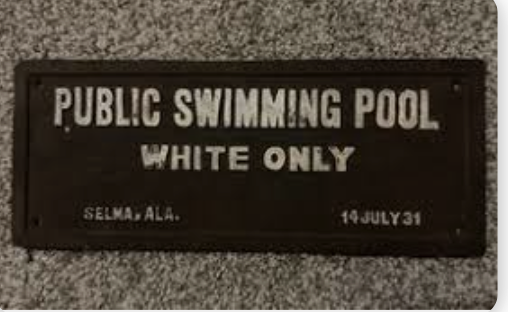 PUBLIC SWIMMING POOL
WHITE ONLY
SELMA, ALA. 14 JULY 31